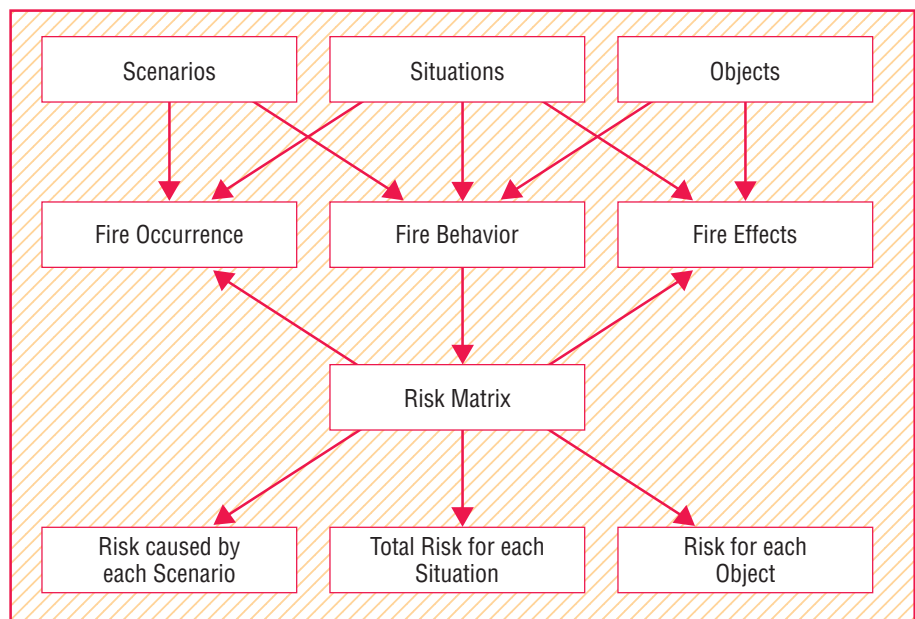 Scenarios
Situations
Objects
Fire Occurrence
Fire Behavior
Fire Effects
Risk Matrix
Risk caused by
each Scenario
Total Risk for each
Situation
Risk for each
Object